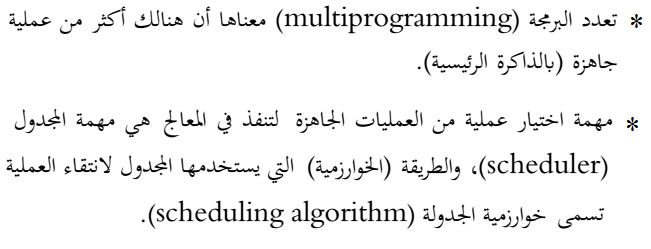 * تعدد البرمجة (multiprogramming) معناها أن هنالك أكثر من عملية
جاهزة (بالذاكرة الرئيسية).
* مهمة اختيار عملية من العمليات الجاهزة لتنفذ في المعالج هي مهمة المجدول
(scheduler)، والطريقة (الخوارزمية) التي يستخدمها المجدول لانتقاء العملية
تسمى خوارزمية الجدولة (scheduling algorithm).